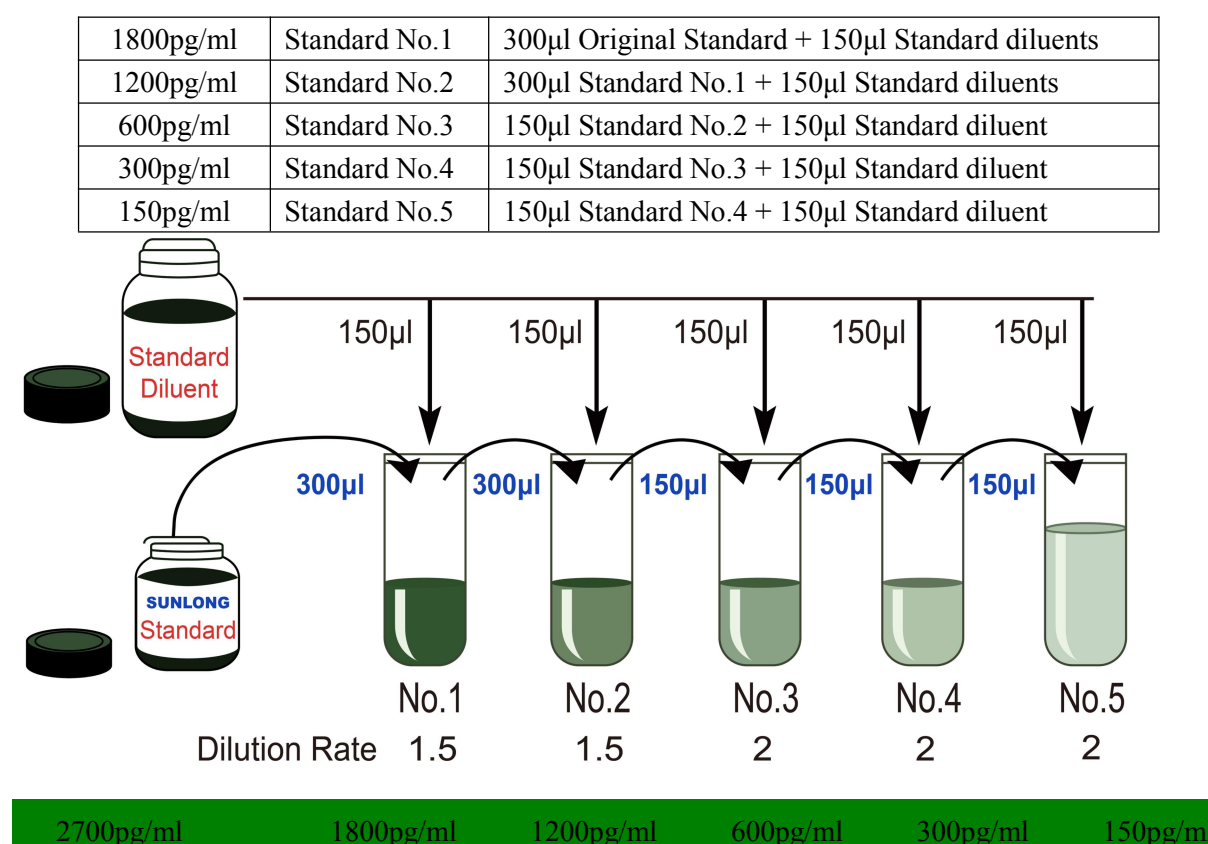 1800pg/ml Standard No.1 300μl Original Standard + 150μl Standard diluents
1200pg/ml Standard No.2 300μl Standard No.1 + 150μl Standard diluents
600pg/ml Standard No.3 150μl Standard No.2 + 150μl Standard diluent
300pg/ml Standard No.4 150μl Standard No.3 + 150μl Standard diluent
150pg/ml Standard No.5 150μl Standard No.4 + 150μl Standard diluent
150μl 150μl 150μl 150μl 150μl
Standard
Diluent
300μl 300μl 150μl 150μl 150μl
SUNLONG
Standard
No.1 No.2 No.3 No.4 No.5
Dilution Rate 1.5 1.5 2 2 2
2700pg/ml 1800pg/ml 1200pg/ml 600pg/ml 300pg/ml 150pg/m